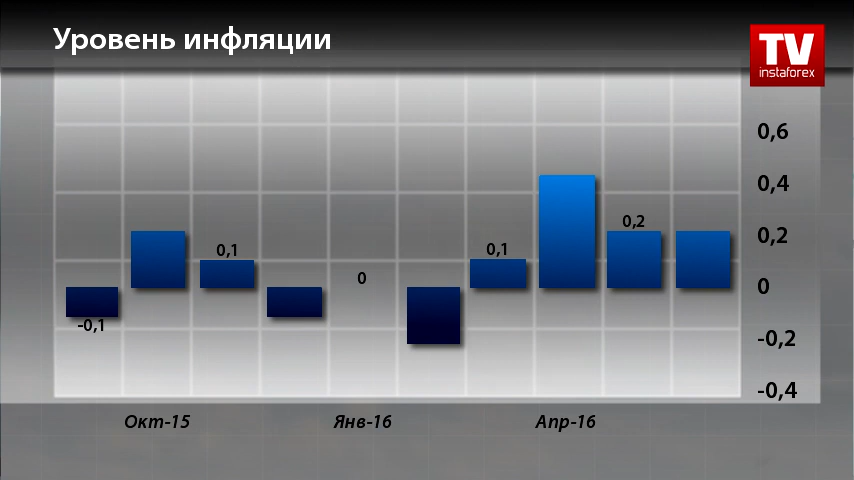 Уровень инфляции
TV
instaforex
0,6
0,4
0,2
0
-0,2
-0,4
-0,1
0,1
0
0,1
0,2
Окт-15
Янв-16
Апр-16